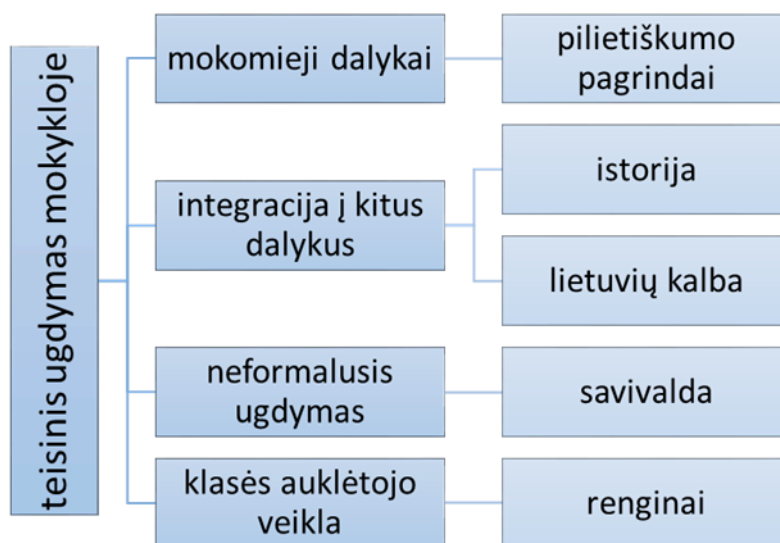 teisinis ugdymas mokykloje
mokomieji dalykai
pilietiškumo
pagrindai
integracija į kitus
dalykus
istorija
lietuvių kalba
neformalusis
ugdymas
savivalda
klasės auklėtojo
veikla
renginai